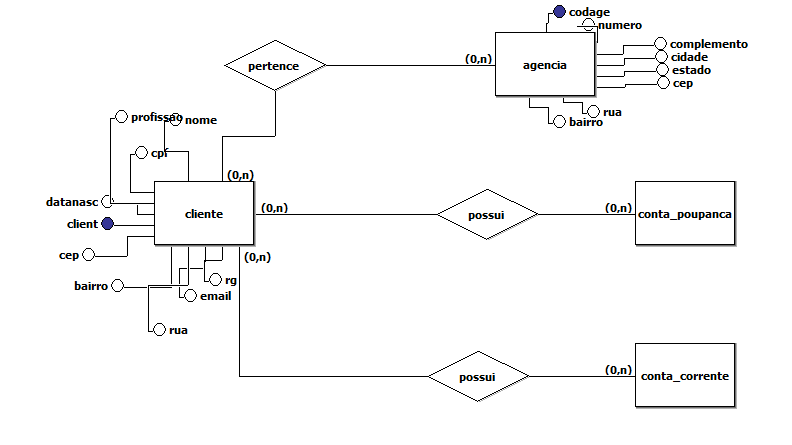 codage
numero
complemento
cidade
estado
cep
rua
bairro
agencia
(0,n)
pertence
profissao
nome
cpf
(0,n)
datanasc
client
cep
bairro
rua
email
rg
cliente
(0,n)
possui
(0,n)
conta_poupanca
(0,n)
possui
(0,n)
conta_corrente